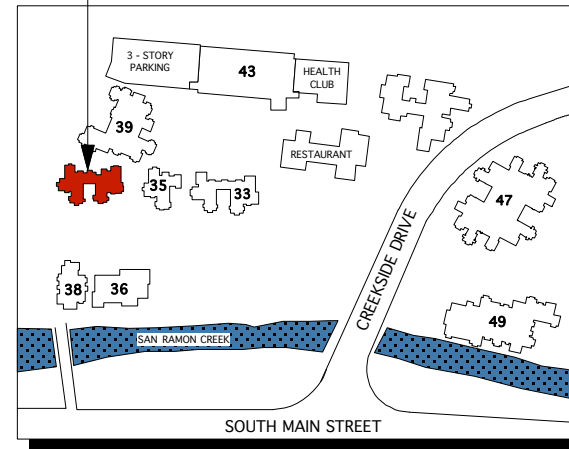 3 - STORY
PARKING
43
HEALTH
CLUB
39
RESTAURANT
35
33
47
38
36
CREEKSIDE DRIVE
49
SAN RAMON CREEK
SOUTH MAIN STREET